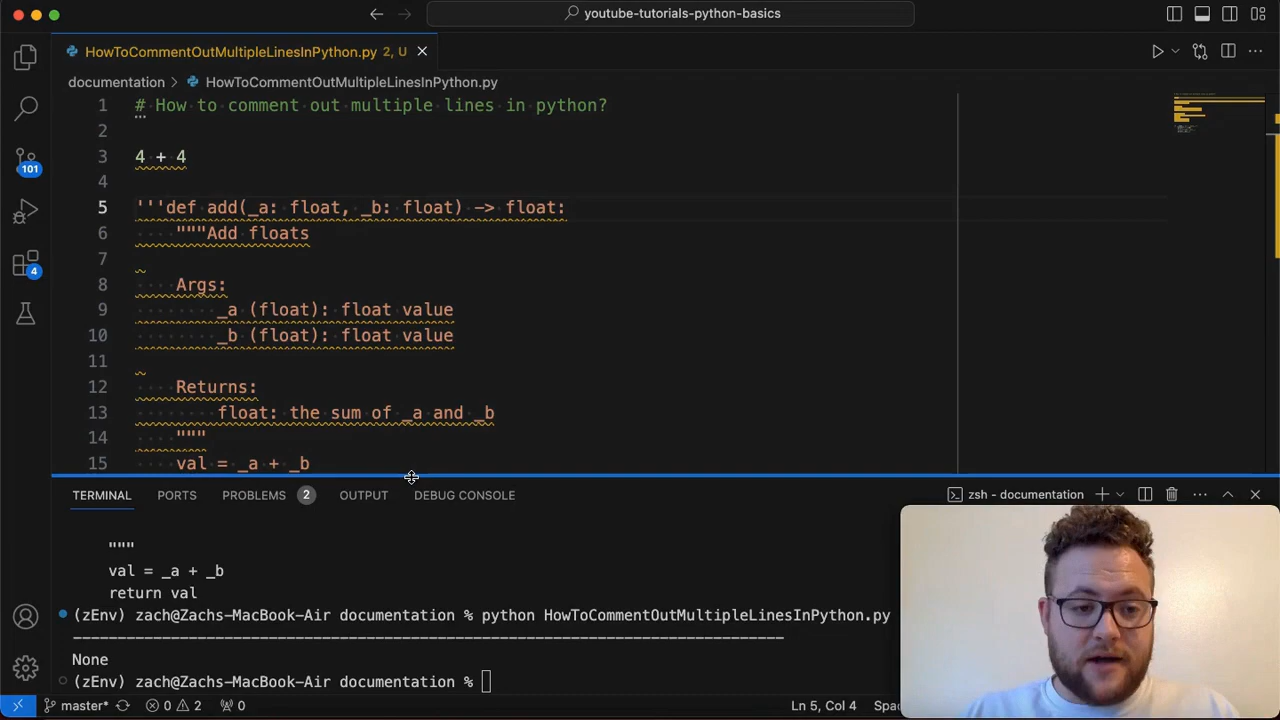 youtube-tutorials-python-basics
HowToCommentOutMultipleLinesInPython.py 2, U
documentation > HowToCommentOutMultipleLinesInPython.py
1 # How to comment out multiple lines in python?
2
3 4 + 4
4
5 '''def add(_a: float, _b: float) -> float:
6 """Add floats
7
8 Args:
9 _a (float): float value
10 _b (float): float value
11
12 Returns:
13 float: the sum of _a and _b
14 """
15 val = _a + _b
101
4
TERMINAL PORTS PROBLEMS 2 OUTPUT DEBUG CONSOLE zsh - documentation
"""
val = _a + _b
return val
(zEnv) zach@Zachs-MacBook-Air documentation % python HowToCommentOutMultipleLinesInPython.py
--------------------------------------------------------------------------------
None
(zEnv) zach@Zachs-MacBook-Air documentation %
master* 0 2 0 Ln 5, Col 4